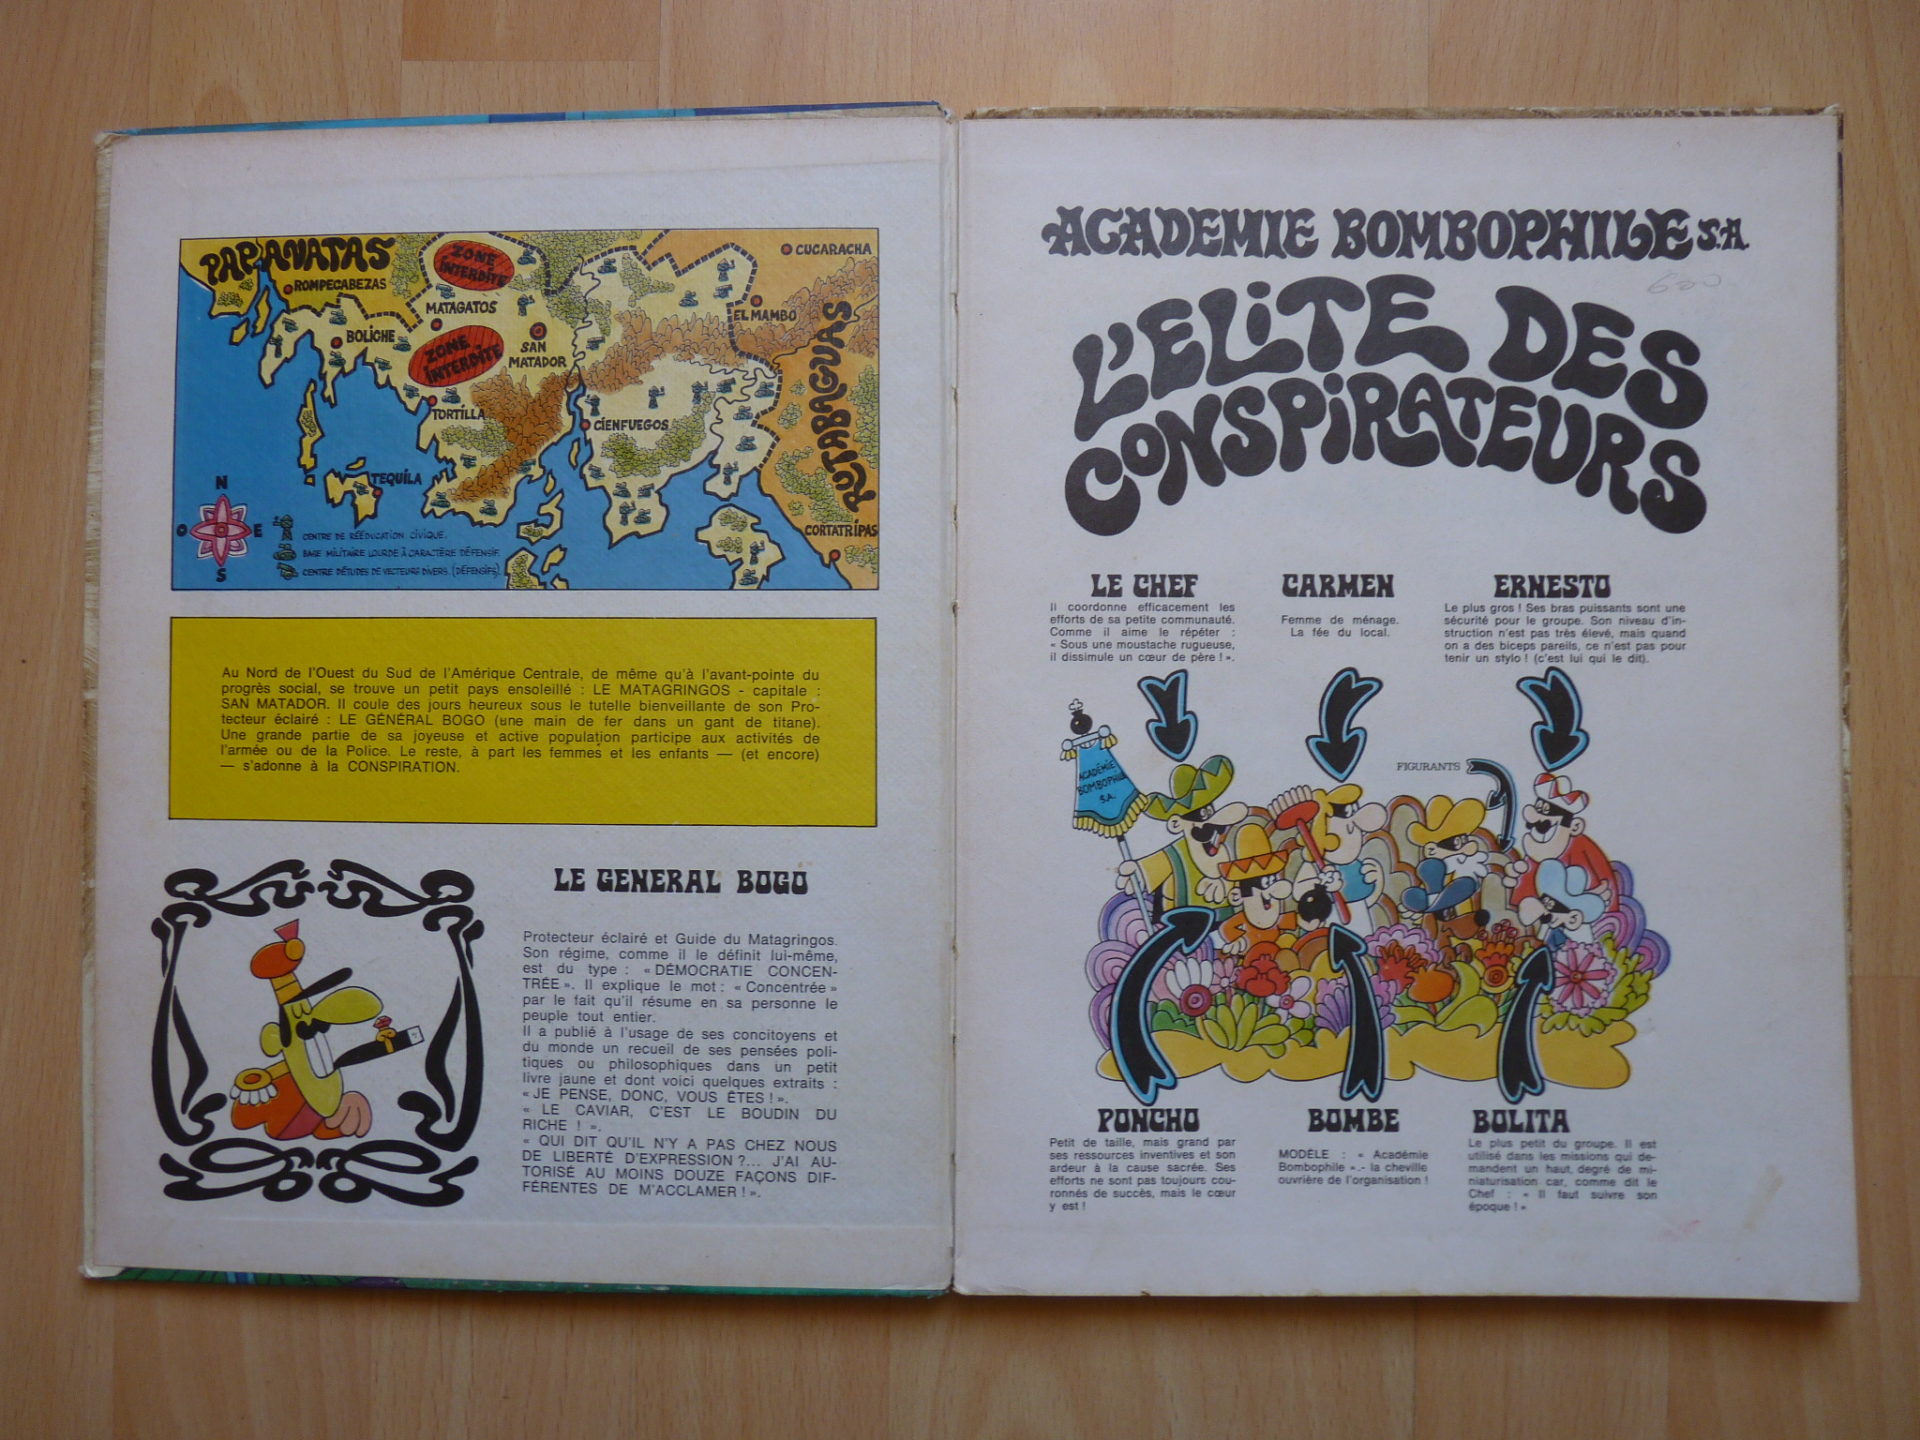 PAPANAVATAS
ROMPECABEZAS
ZONE
INTERDITE
CUCARACHA
MATAGATOS
EL MAMBO
BOLICHE
SAN
MATADOR
ZONE
INTERDITE
RUTABAGUAS
TORTILLA
CIENFUEGOS
TEQUILA
N
O
E
S
CORTATRIPAS
CENTRE DE RÉÉDUCATION CIVIQUE.
BASE MILITAIRE LOURDE À CARACTÈRE DÉFENSIF.
CENTRE D'ÉTUDES DE VECTEURS DIVERS. (DÉFENSIFS).
Au Nord de l'Ouest du Sud de l'Amérique Centrale, de même qu'à l'avant-pointe du
progrès social, se trouve un petit pays ensoleillé : LE MATAGRINGOS - capitale :
SAN MATADOR. Il coule des jours heureux sous le tutelle bienveillante de son Pro-
tecteur éclairé : LE GÉNÉRAL BOGO (une main de fer dans un gant de titane).
Une grande partie de sa joyeuse et active population participe aux activités de
l'armée ou de la Police. Le reste, à part les femmes et les enfants — (et encore)
— s'adonne à la CONSPIRATION.
LE GENERAL BOGO
Protecteur éclairé et Guide du Matagringos.
Son régime, comme il le définit lui-même,
est du type : « DÉMOCRATIE CONCEN-
TRÉE ». Il explique le mot : « Concentrée »
par le fait qu'il résume en sa personne le
peuple tout entier.
Il a publié à l'usage de ses concitoyens et
du monde un recueil de ses pensées poli-
tiques ou philosophiques dans un petit
livre jaune et dont voici quelques extraits :
« JE PENSE, DONC, VOUS ÊTES ! ».
« LE CAVIAR, C'EST LE BOUDIN DU
RICHE ! ».
« QUI DIT QU'IL N'Y A PAS CHEZ NOUS
DE LIBERTÉ D'EXPRESSION ?... J'AI AU-
TORISÉ AU MOINS DOUZE FAÇONS DIF-
FÉRENTES DE M'ACCLAMER ! ».
ACADEMIE BOMBOPHILE S.A.
600
L'ELITE DES
CONSPIRATEURS
LE CHEF
Il coordonne efficacement les
efforts de sa petite communauté.
Comme il aime le répéter :
« Sous une moustache rugueuse,
il dissimule un cœur de père ! ».
CARMEN
Femme de ménage.
La fée du local.
ERNESTO
Le plus gros ! Ses bras puissants sont une
sécurité pour le groupe. Son niveau d'in-
struction n'est pas très élevé, mais quand
on a des biceps pareils, ce n'est pas pour
tenir un stylo ! (c'est lui qui le dit).
ACADÉMIE
BOMBOPHILE
S.A.
FIGURANTS
PONCHO
Petit de taille, mais grand par
ses ressources inventives et son
ardeur à la cause sacrée. Ses
efforts ne sont pas toujours cou-
ronnés de succès, mais le cœur
y est !
BOMBE
MODÈLE : « Académie
Bombophile ».- la cheville
ouvrière de l'organisation !
BOLITA
Le plus petit du groupe. Il est
utilisé dans les missions qui de-
mandent un haut, degré de mi-
niaturisation car, comme dit le
Chef : « Il faut suivre son
époque ! »